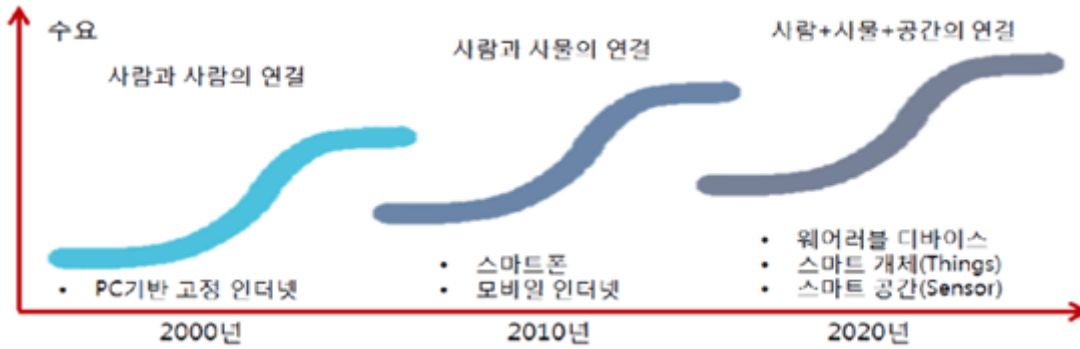 수요
사람과 사람의 연결
사람과 사물의 연결
사람+사물+공간의 연결
• PC기반 고정 인터넷
• 스마트폰
• 모비일 인터넷
• 웨어러블 디바이스
• 스마트 개체(Things)
• 스마트 공간(Sensor)
2000년
2010년
2020년